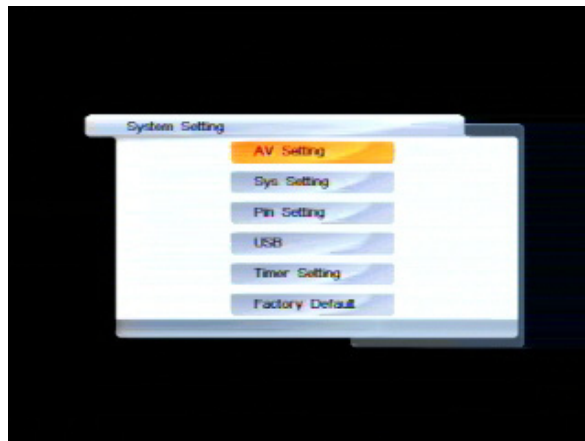 System Setting
AV Setting
Sys. Setting
Pin Setting
USB
Timer Setting
Factory Default